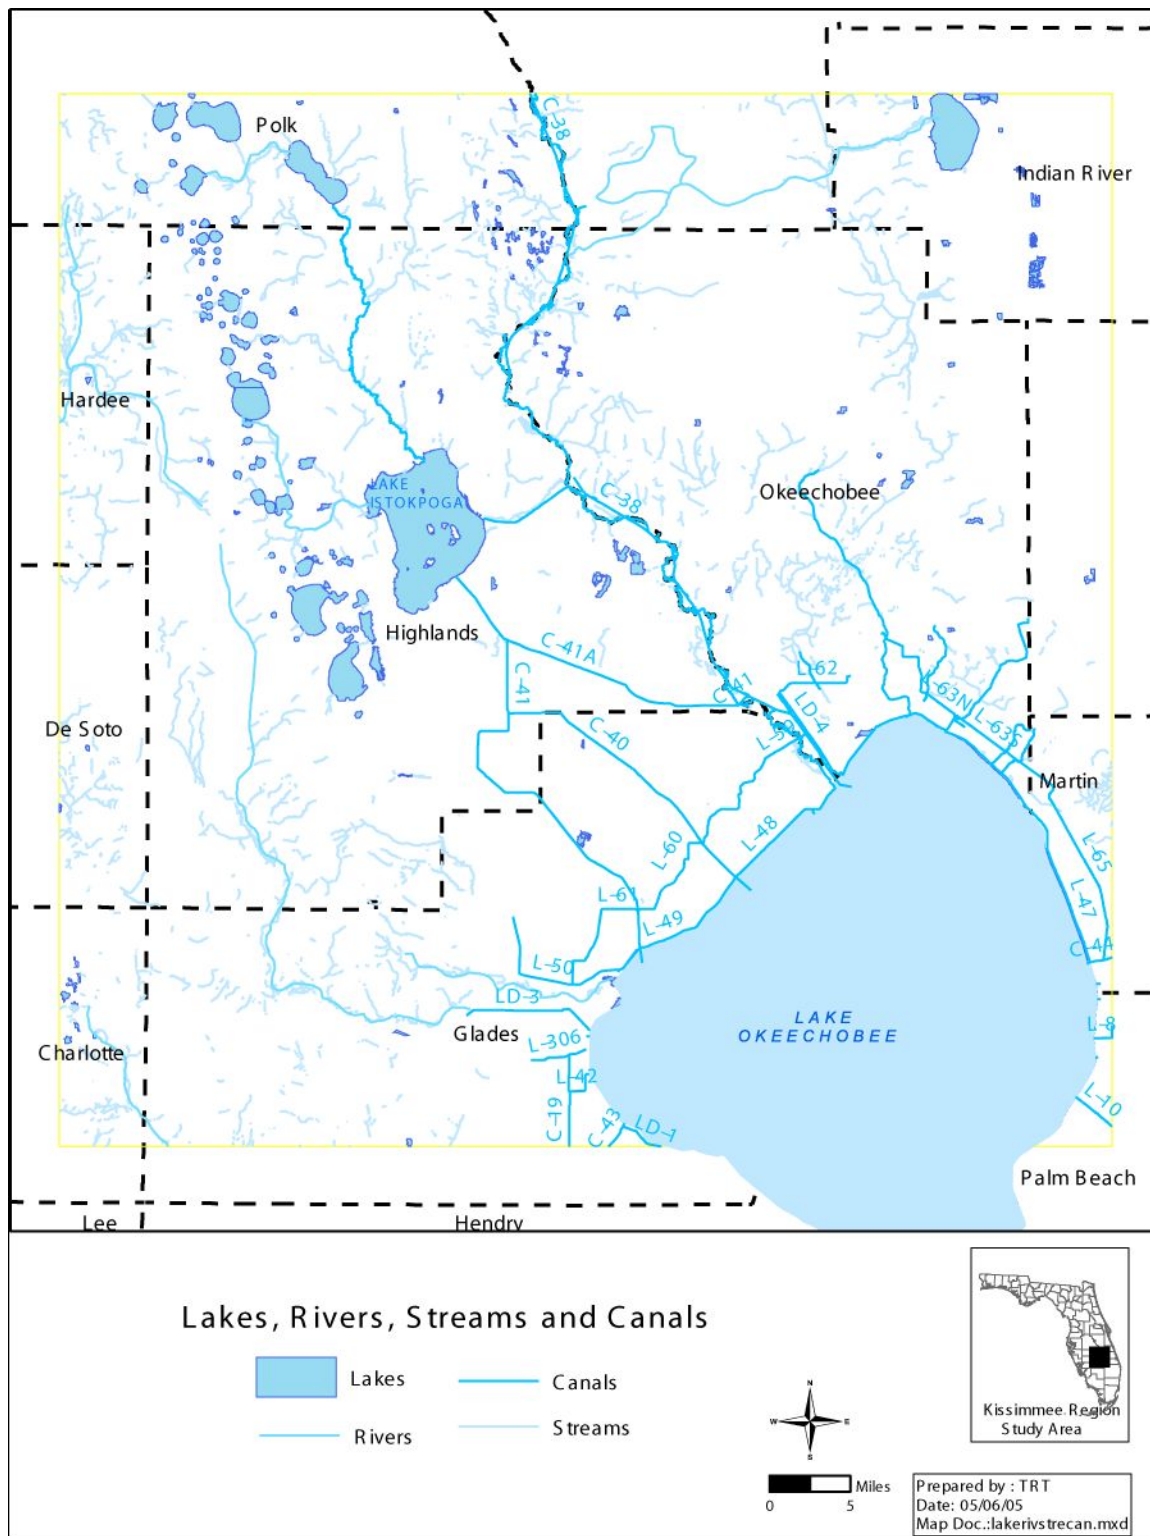 C-38
Polk
Indian River
Hardee
LAKE
ISTOKPOGA
C-38
Okeechobee
Highlands
C-41A
L-62
C-41
C-41
L-63N
LD-4
L-63S
De Soto
C-40
L-59
Martin
L-60
L-48
L-65
L-61
L-47
L-49
C-44
L-50
LD-3
LAKE
OKEECHOBEE
L-8
Glades
L-306
Charlotte
L-42
L-10
C-19
C-43
LD-1
Palm Beach
Lee
Hendry
Lakes, Rivers, Streams and Canals
Lakes
Canals
Rivers
Streams
N
W
E
S
Kissimmee Region
Study Area
Miles
0
5
Prepared by : TRT
Date: 05/06/05
Map Doc.:lakerivstrecan.mxd